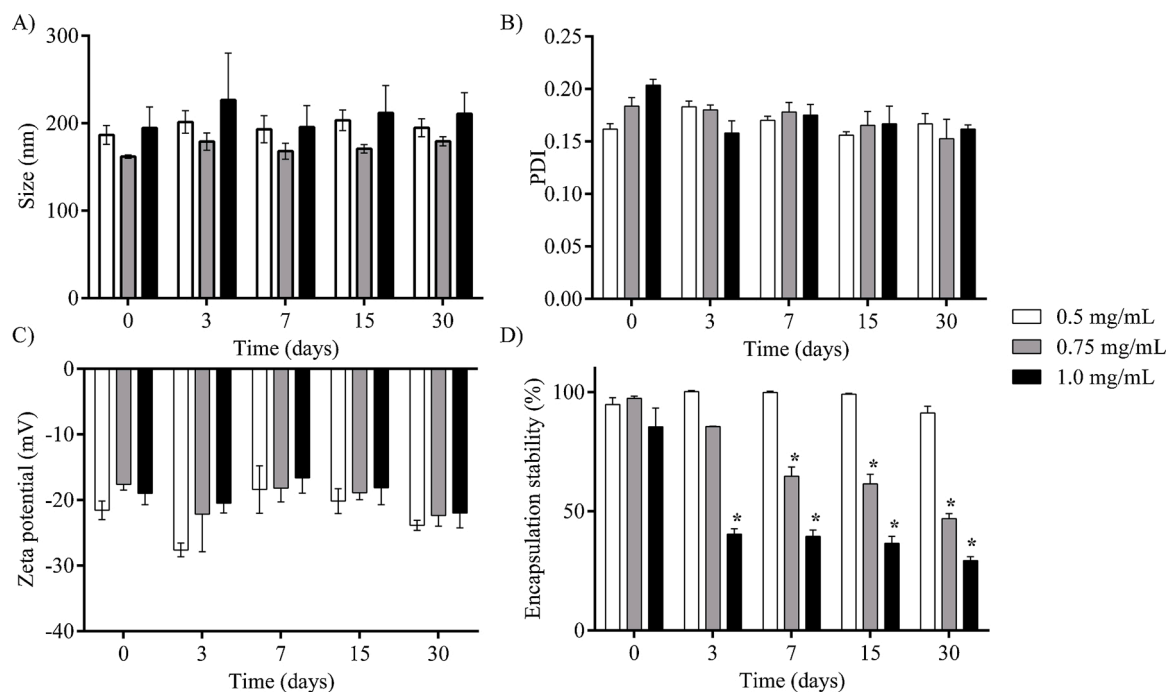 A)
300
200
100
0
Size (nm)
0 3 7 15 30
Time (days)
B)
0.25
0.20
0.15
0.10
0.05
0.00
PDI
0 3 7 15 30
Time (days)
C)
0
-10
-20
-30
-40
Zeta potential (mV)
0 3 7 15 30
Time (days)
D)
100
50
0
Encapsulation stability (%)
* * * * * * *
0 3 7 15 30
Time (days)
0.5 mg/mL
0.75 mg/mL
1.0 mg/mL